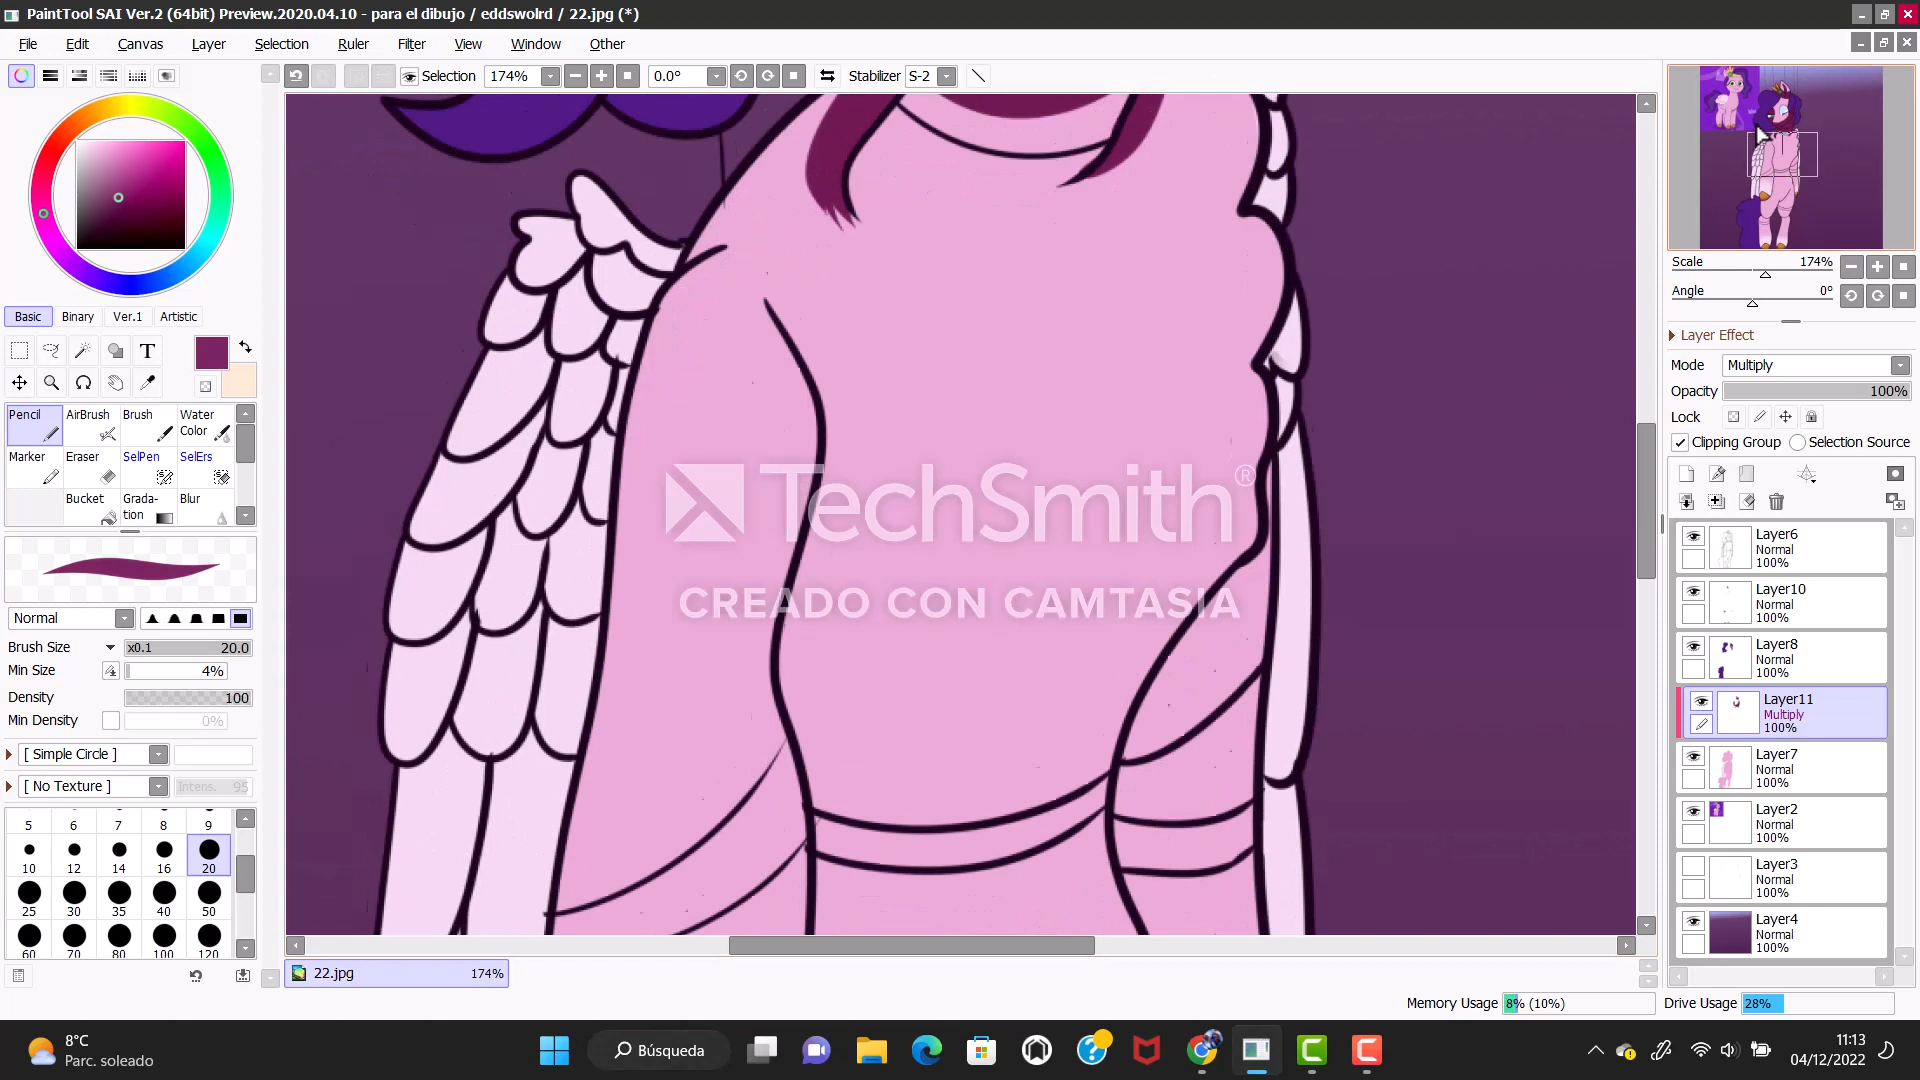 PaintTool SAI Ver.2 (64bit) Preview.2020.04.10 - para el dibujo / eddswolrd / 22.jpg (*)
File Edit Canvas Layer Selection Ruler Filter View Window Other
Selection 174% 0.0° Stabilizer S-2
Basic Binary Ver.1 Artistic
T
Pencil AirBrush Brush Water Color
Marker Eraser SelPen SelErs
Bucket Grada-tion Blur
Normal
Brush Size x0.1 20.0
Min Size 4%
Density 100
Min Density 0%
[ Simple Circle ]
[ No Texture ] Intens. 95
5 6 7 8 9
10 12 14 16 20
25 30 35 40 50
60 70 80 100 120
TechSmith®
CREADO CON CAMTASIA
22.jpg 174%
Scale 174%
Angle 0°
Layer Effect
Mode Multiply
Opacity 100%
Lock
Clipping Group Selection Source
Layer6
Normal
100%
Layer10
Normal
100%
Layer8
Normal
100%
Layer11
Multiply
100%
Layer7
Normal
100%
Layer2
Normal
100%
Layer3
Normal
100%
Layer4
Normal
100%
Memory Usage 8% (10%) Drive Usage 28%
8°C
Parc. soleado
Búsqueda
11:13
04/12/2022